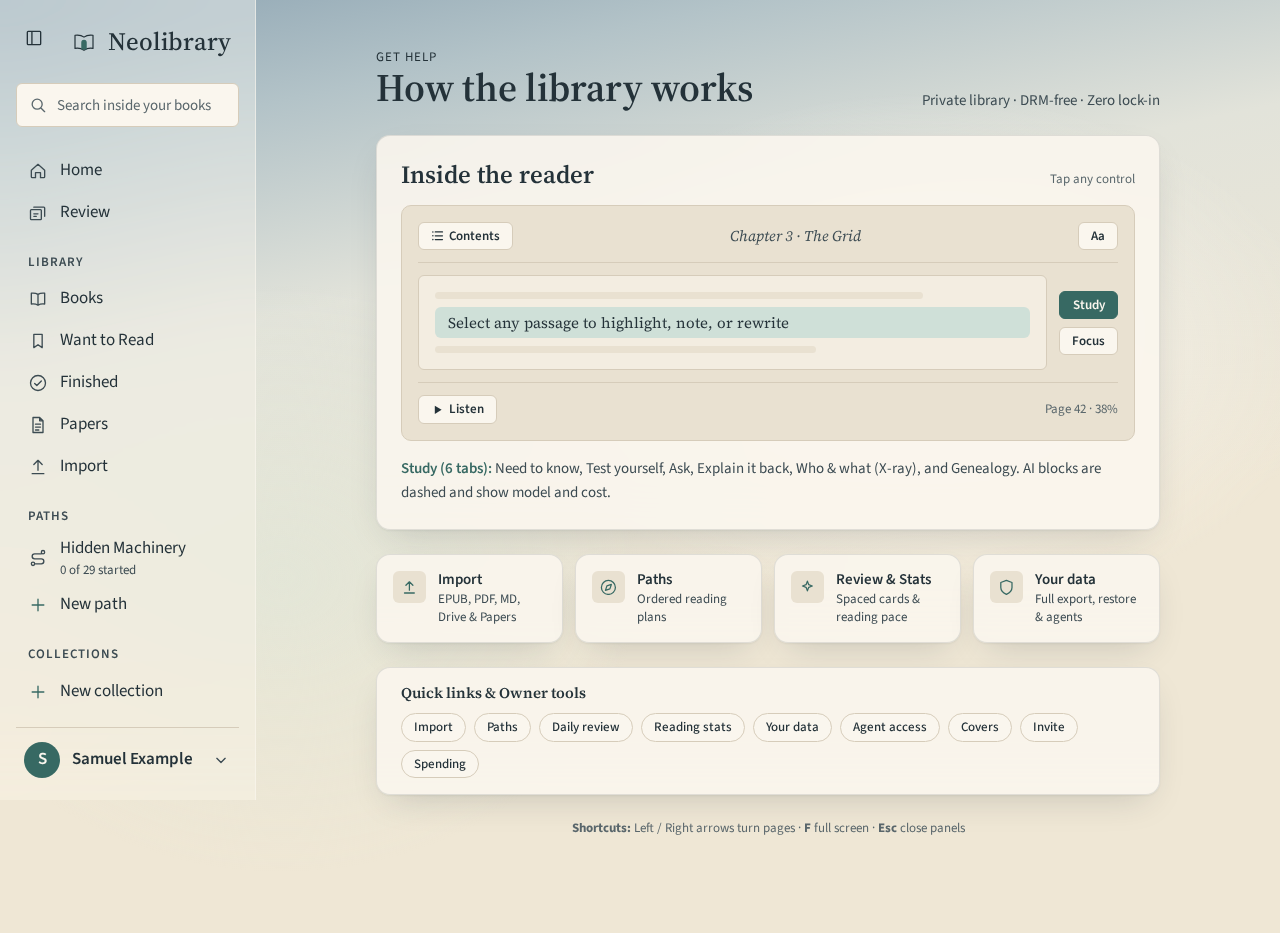 Neolibrary
Search inside your books
Home
Review
LIBRARY
Books
Want to Read
Finished
Papers
Import
PATHS
Hidden Machinery
0 of 29 started
New path
COLLECTIONS
New collection
S
Samuel Example
GET HELP
How the library works
Private library · DRM-free · Zero lock-in
Inside the reader
Tap any control
Contents
Chapter 3 · The Grid
Aa
Select any passage to highlight, note, or rewrite
Study
Focus
Listen
Page 42 · 38%
Study (6 tabs): Need to know, Test yourself, Ask, Explain it back, Who & what (X-ray), and Genealogy. AI blocks are
dashed and show model and cost.
Import
EPUB, PDF, MD,
Drive & Papers
Paths
Ordered reading
plans
Review & Stats
Spaced cards &
reading pace
Your data
Full export, restore
& agents
Quick links & Owner tools
Import
Paths
Daily review
Reading stats
Your data
Agent access
Covers
Invite
Spending
Shortcuts: Left / Right arrows turn pages · F full screen · Esc close panels